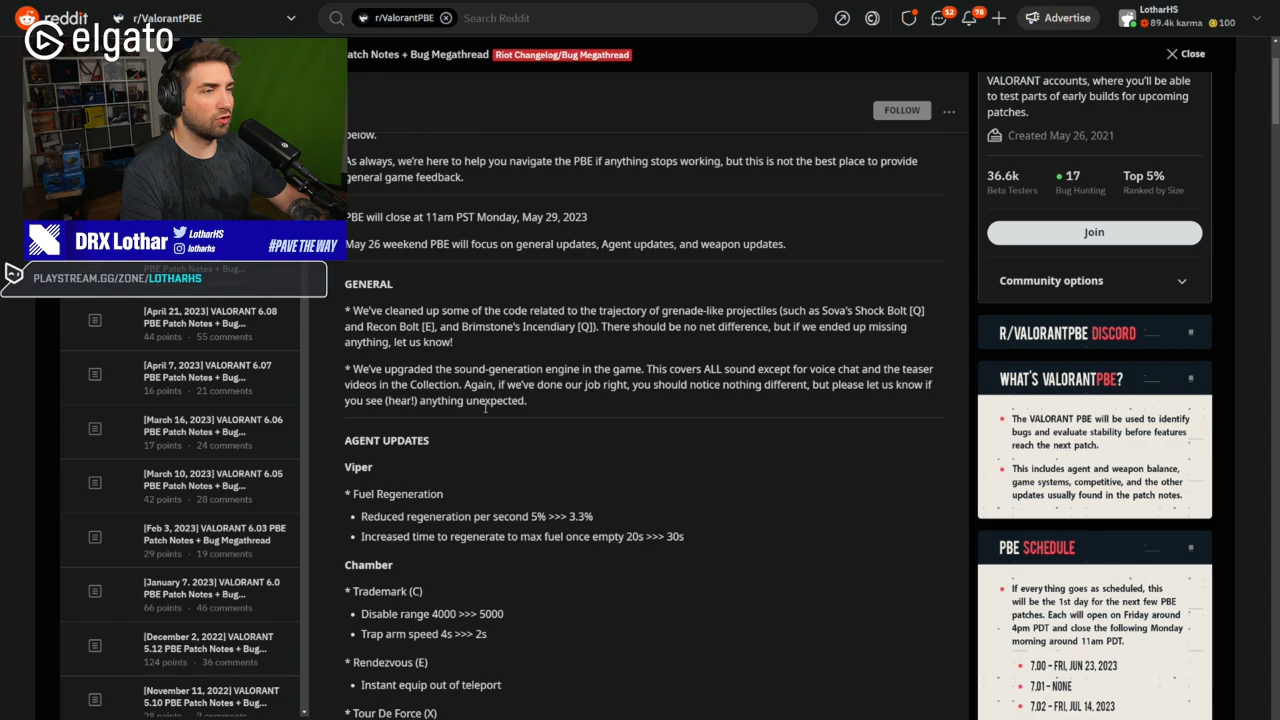 reddit
r/ValorantPBE
r/ValorantPBE
Search Reddit
12
78
Advertise
LotharHS
89.4k karma
100
elgato
atch Notes + Bug Megathread
Riot Changelog/Bug Megathread
Close
FOLLOW
below.
As always, we're here to help you navigate the PBE if anything stops working, but this is not the best place to provide
general game feedback.
PBE will close at 11am PST Monday, May 29, 2023
May 26 weekend PBE will focus on general updates, Agent updates, and weapon updates.
GENERAL
* We've cleaned up some of the code related to the trajectory of grenade-like projectiles (such as Sova's Shock Bolt [Q]
and Recon Bolt [E], and Brimstone's Incendiary [Q]). There should be no net difference, but if we ended up missing
anything, let us know!
* We've upgraded the sound-generation engine in the game. This covers ALL sound except for voice chat and the teaser
videos in the Collection. Again, if we've done our job right, you should notice nothing different, but please let us know if
you see (hear!) anything unexpected.
AGENT UPDATES
Viper
* Fuel Regeneration
• Reduced regeneration per second 5% >>> 3.3%
• Increased time to regenerate to max fuel once empty 20s >>> 30s
Chamber
* Trademark (C)
• Disable range 4000 >>> 5000
• Trap arm speed 4s >>> 2s
* Rendezvous (E)
• Instant equip out of teleport
* Tour De Force (X)
DRX Lothar
LotharHS
lotharhs
#PAVE THE WAY
PLAYSTREAM.GG/ZONE/LOTHARHS
PBE Patch Notes + Bug...
[April 21, 2023] VALORANT 6.08
PBE Patch Notes + Bug...
44 points · 55 comments
[April 7, 2023] VALORANT 6.07
PBE Patch Notes + Bug...
16 points · 21 comments
[March 16, 2023] VALORANT 6.06
PBE Patch Notes + Bug...
17 points · 24 comments
[March 10, 2023] VALORANT 6.05
PBE Patch Notes + Bug...
42 points · 28 comments
[Feb 3, 2023] VALORANT 6.03 PBE
Patch Notes + Bug Megathread
29 points · 19 comments
[January 7. 2023] VALORANT 6.0
PBE Patch Notes + Bug...
66 points · 46 comments
[December 2, 2022] VALORANT
5.12 PBE Patch Notes + Bug...
124 points · 36 comments
[November 11, 2022] VALORANT
5.10 PBE Patch Notes + Bug...
VALORANT accounts, where you'll be able
to test parts of early builds for upcoming
patches.
Created May 26, 2021
36.6k
17
Top 5%
Beta Testers
Bug Hunting
Ranked by Size
Join
Community options
R/VALORANTPBE DISCORD
WHAT'S VALORANTPBE?
• The VALORANT PBE will be used to identify
bugs and evaluate stability before features
reach the next patch.
• This includes agent and weapon balance,
game systems, competitive, and the other
updates usually found in the patch notes.
PBE SCHEDULE
• If everything goes as scheduled, this
will be the 1st day for the next few PBE
patches. Each will open on Friday around
4pm PDT and close the following Monday
morning around 11am PDT.
• 7.00 - FRI, JUN 23, 2023
• 7.01 - NONE
• 7.02 - FRI, JUL 14, 2023